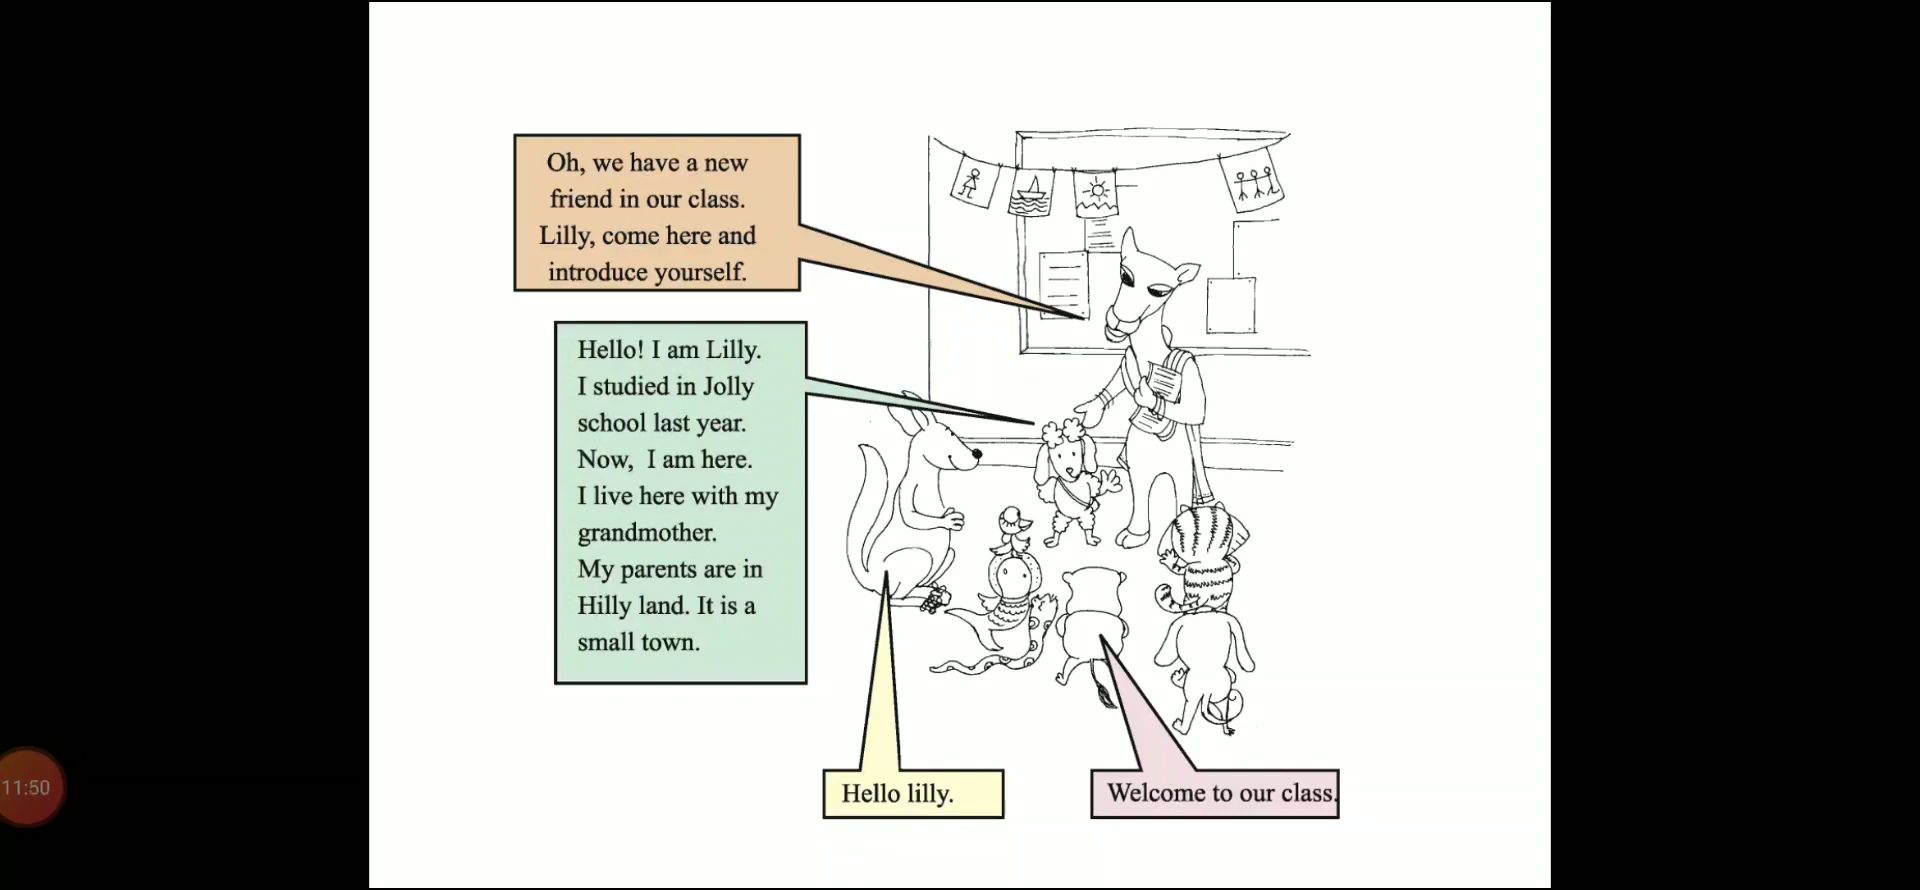 Oh, we have a new
friend in our class.
Lilly, come here and
introduce yourself.
Hello! I am Lilly.
I studied in Jolly
school last year.
Now, I am here.
I live here with my
grandmother.
My parents are in
Hilly land. It is a
small town.
Hello lilly.
Welcome to our class.
11:50